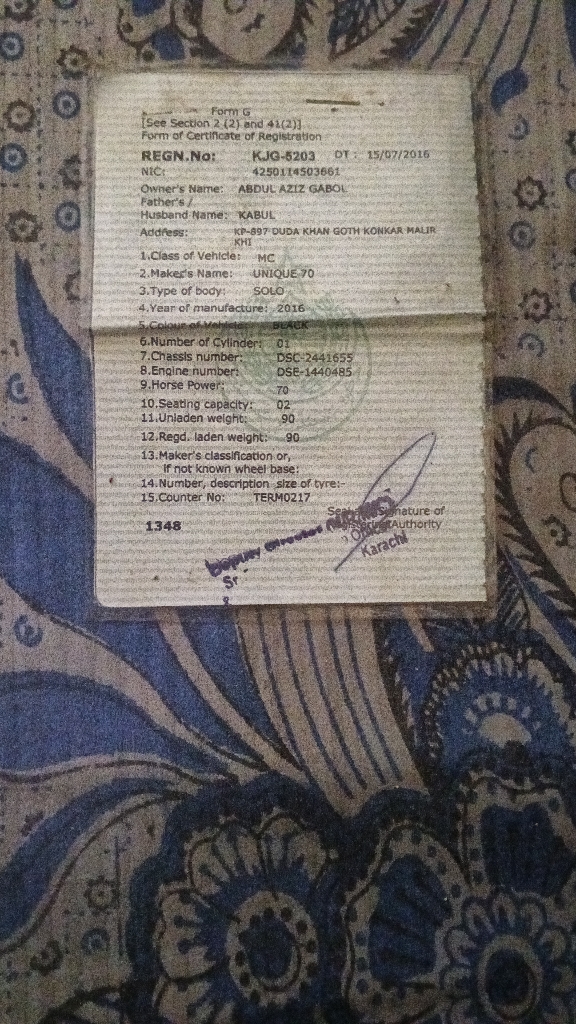 Form G
[See Section 2 (2) and 41(2)]
Form of Certificate of Registration
REGN.No: KJG-5203 DT : 15/07/2016
NIC: 4250114503661
Owner's Name: ABDUL AZIZ GABOL
Father's /
Husband Name: KABUL
Address: KP-897 DUDA KHAN GOTH KONKAR MALIR
KHI
1.Class of Vehicle: MC
2.Maker's Name: UNIQUE 70
3.Type of body: SOLO
4.Year of manufacture: 2016
5.Colour of Vehicle: BLACK
6.Number of Cylinder: 01
7.Chassis number: DSC-2441655
8.Engine number: DSE-1440485
9.Horse Power: 70
10.Seating capacity: 02
11.Unladen weight: 90
12.Regd. laden weight: 90
13.Maker's classification or,
if not known wheel base:
14.Number, description size of tyre:-
15.Counter No: TERM0217
1348
Signature of
Authority
Deputy Director
Karachi